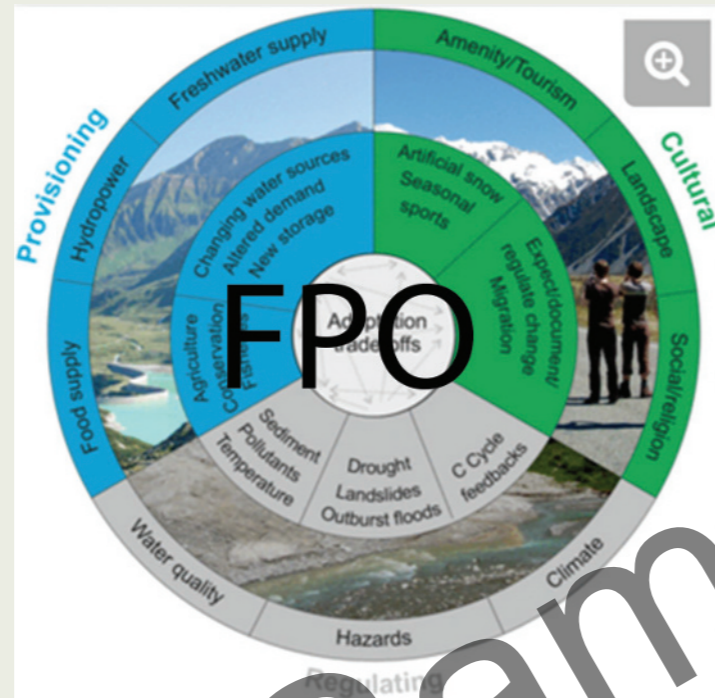 Provisioning
Freshwater supply
Hydropower
Food supply
Cultural
Amenity/Tourism
Landscape
Social/religion
Changing water sources
Altered demand
New storage
Agriculture
Conservation
Fisheries
Artificial snow
Seasonal
sports
Expect/document/
regulate change
Migration
FPO
Adaptation
tradeoffs
Sediment
Pollutants
Temperature
Drought
Landslides
Outburst floods
C Cycle
feedbacks
Water quality
Hazards
Climate
Regulating